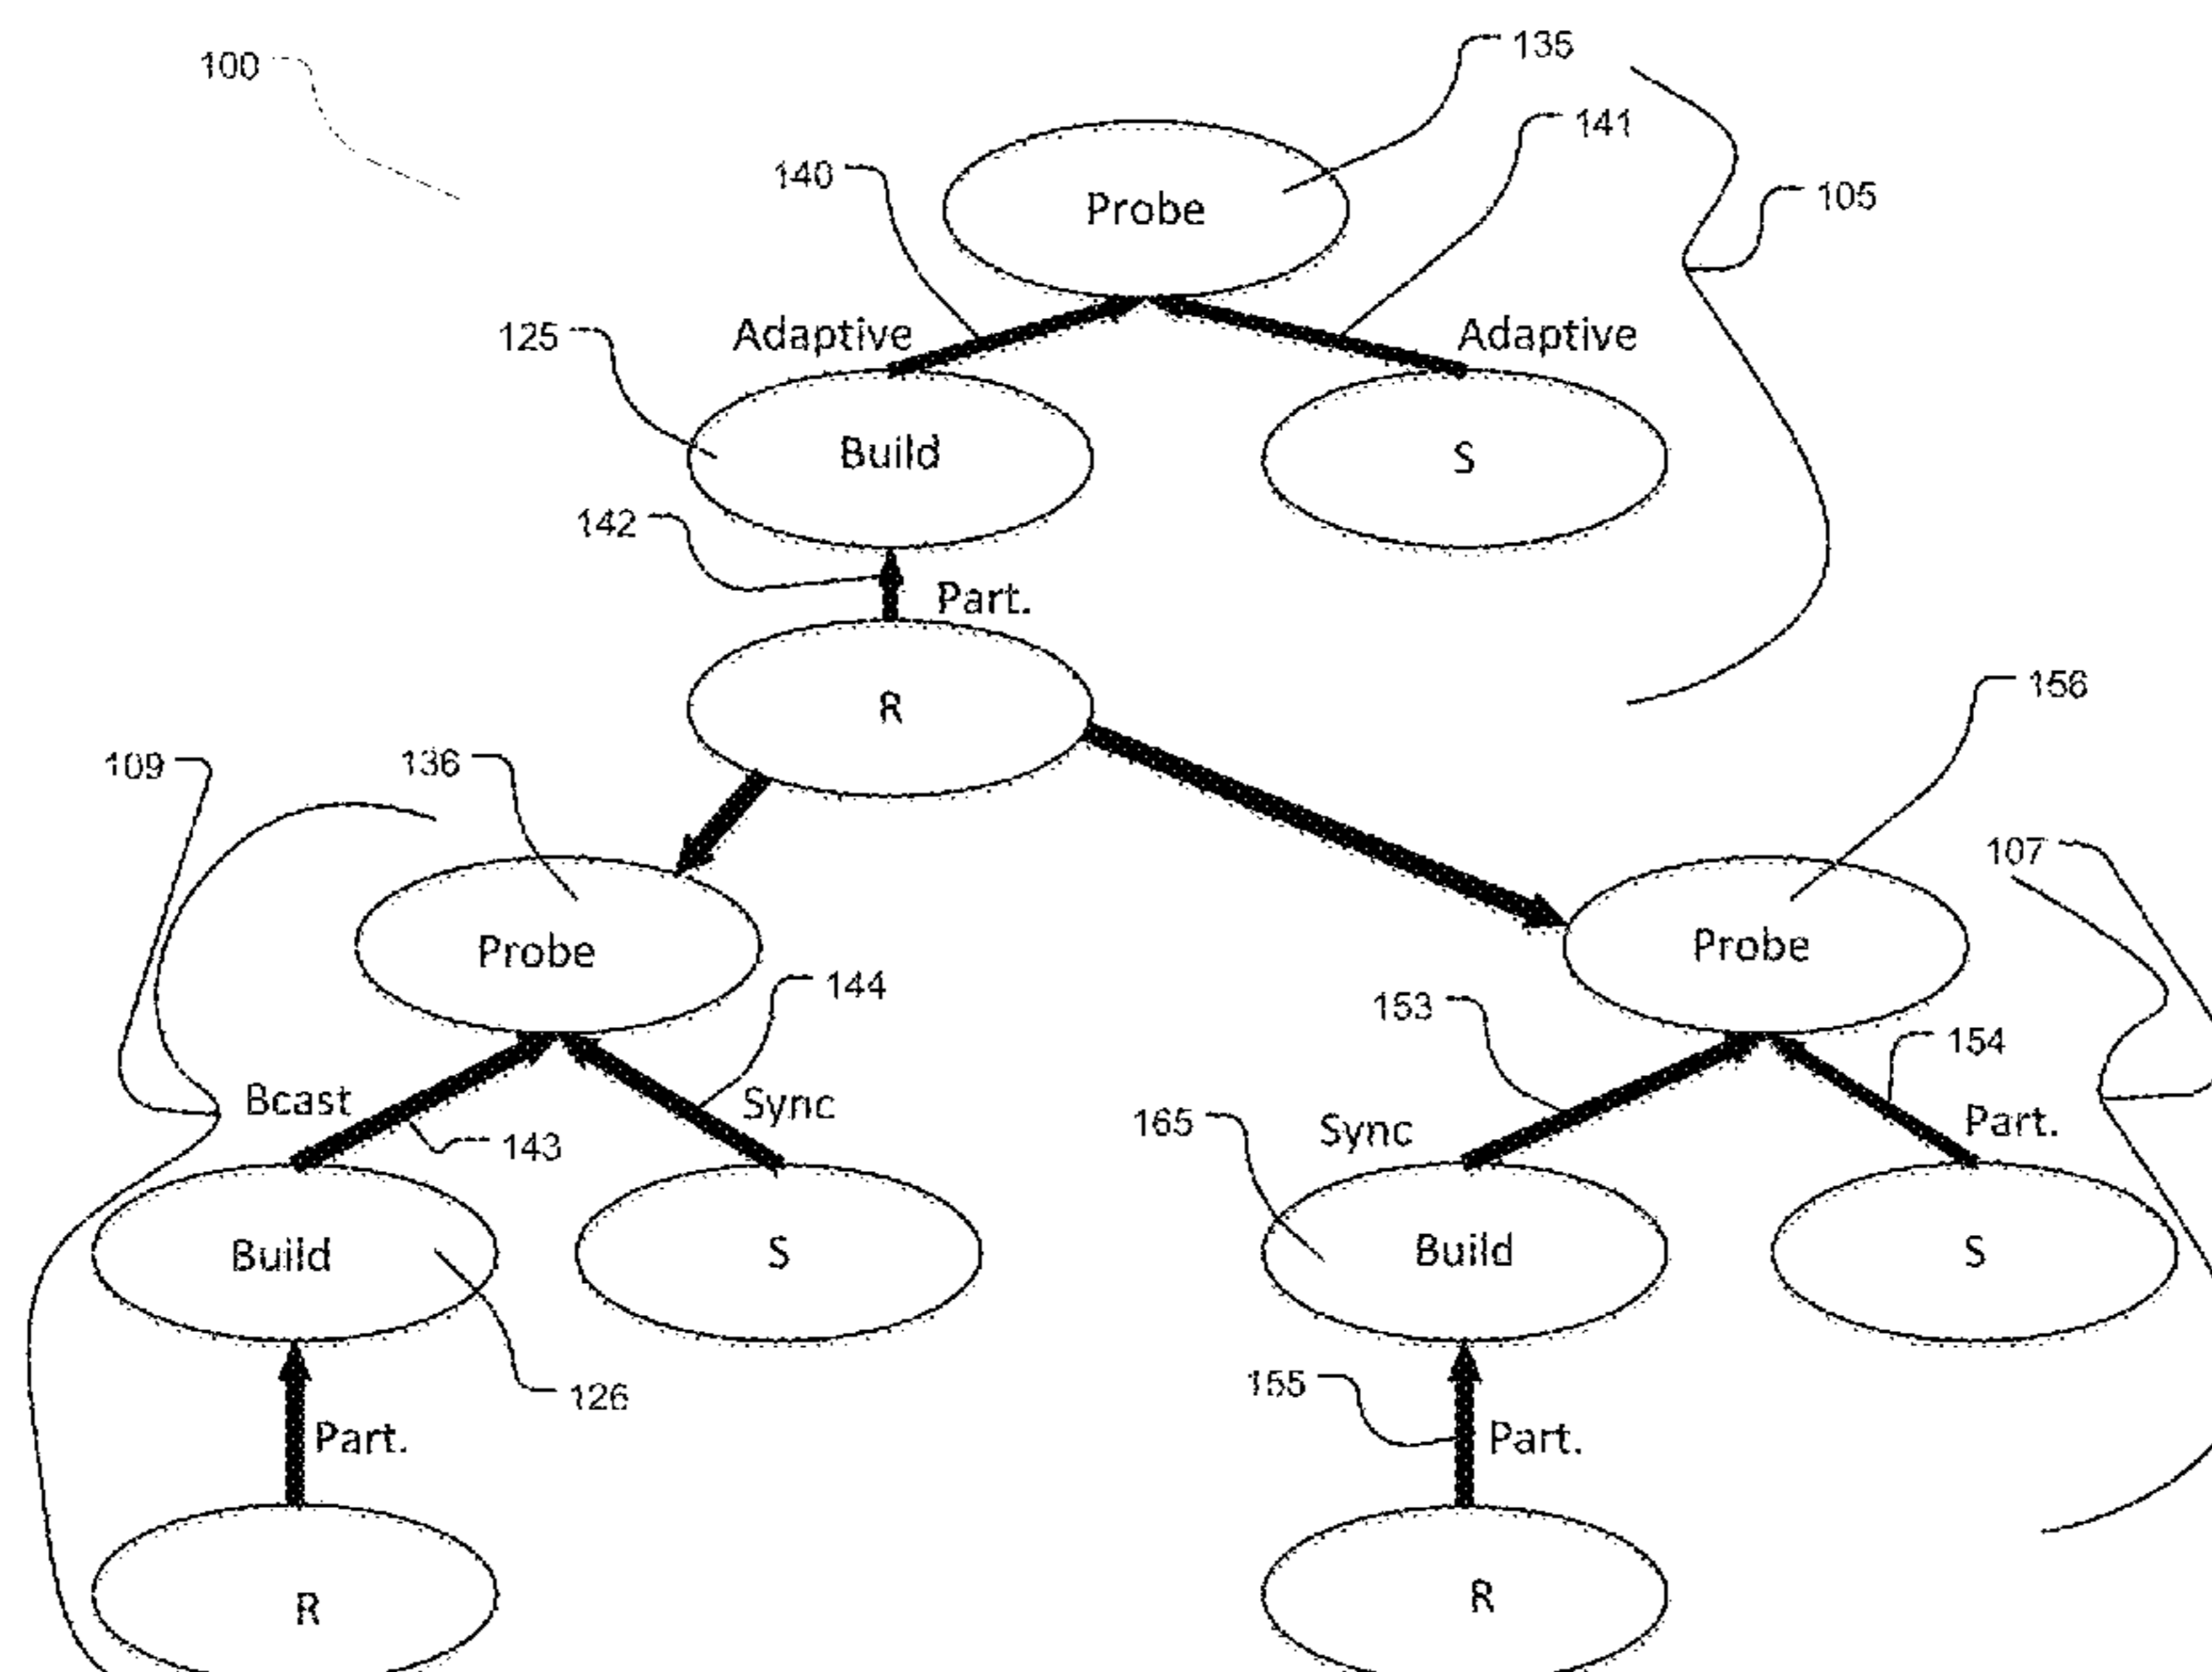 135
100
141
140
105
Probe
125
Adaptive
Adaptive
Build
S
142
Part.
R
156
109
136
107
Probe
Probe
144
153
154
Bcast
Sync
165
Sync
Part.
143
Build
S
Build
S
126
155
Part.
Part.
R
R